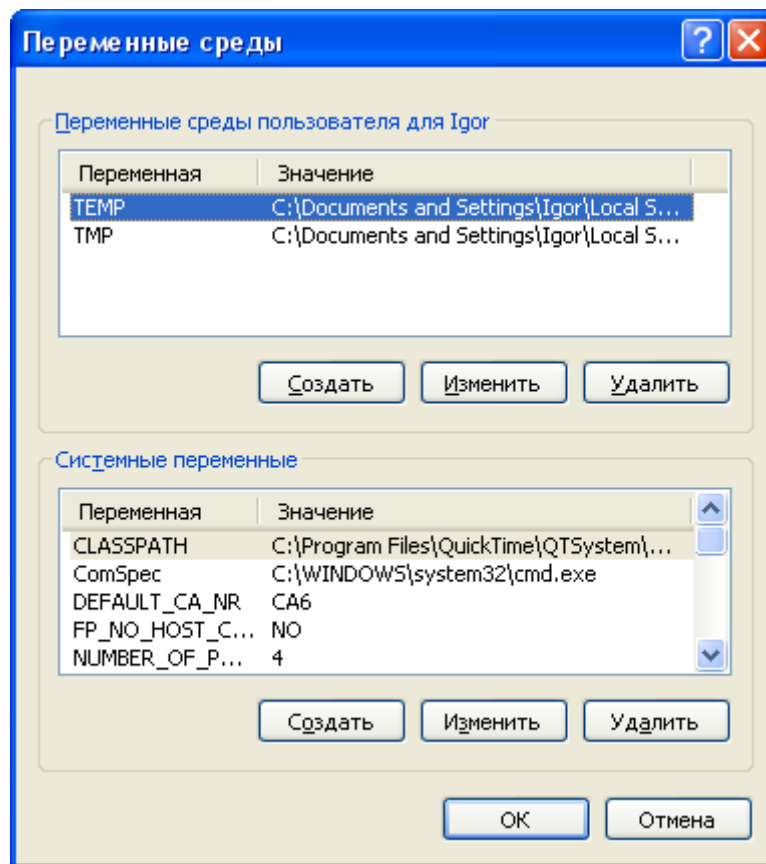 Переменные среды
Переменные среды пользователя для Igor
Переменная Значение
TEMP C:\Documents and Settings\Igor\Local S...
TMP C:\Documents and Settings\Igor\Local S...
Создать Изменить Удалить
Системные переменные
Переменная Значение
CLASSPATH C:\Program Files\QuickTime\QTSystem\...
ComSpec C:\WINDOWS\system32\cmd.exe
DEFAULT_CA_NR CA6
FP_NO_HOST_C... NO
NUMBER_OF_P... 4
Создать Изменить Удалить
ОК Отмена